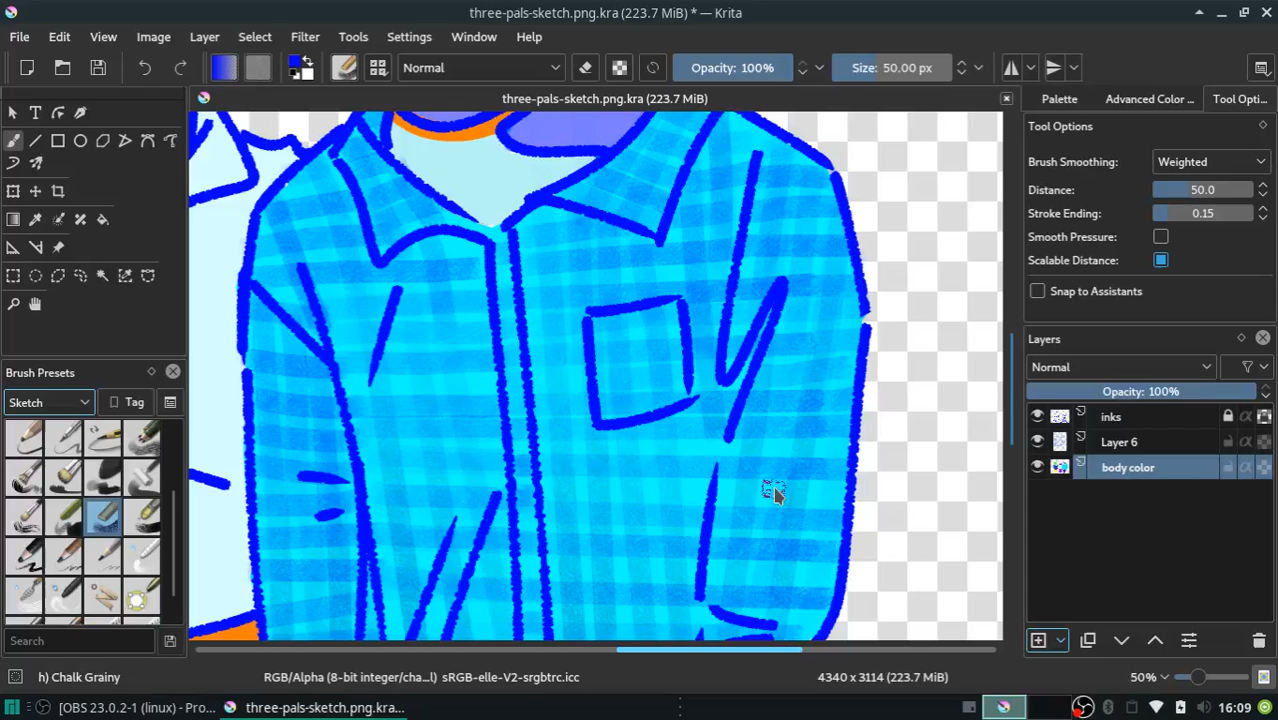 three-pals-sketch.png.kra (223.7 MiB) * — Krita
File Edit View Image Layer Select Filter Tools Settings Window Help
Normal Opacity: 100% Size: 50.00 px
three-pals-sketch.png.kra (223.7 MiB)
Palette Advanced Color ... Tool Opti...
Tool Options
Brush Smoothing: Weighted
Distance: 50.0
Stroke Ending: 0.15
Smooth Pressure:
Scalable Distance:
Snap to Assistants
Layers
Normal
Opacity: 100%
inks
Layer 6
body color
Brush Presets
Sketch Tag
Search
h) Chalk Grainy RGB/Alpha (8-bit integer/cha...l) sRGB-elle-V2-srgbtrc.icc 4340 x 3114 (223.7 MiB) 50%
[OBS 23.0.2-1 (linux) - Pro... three-pals-sketch.png.kra... 16:09